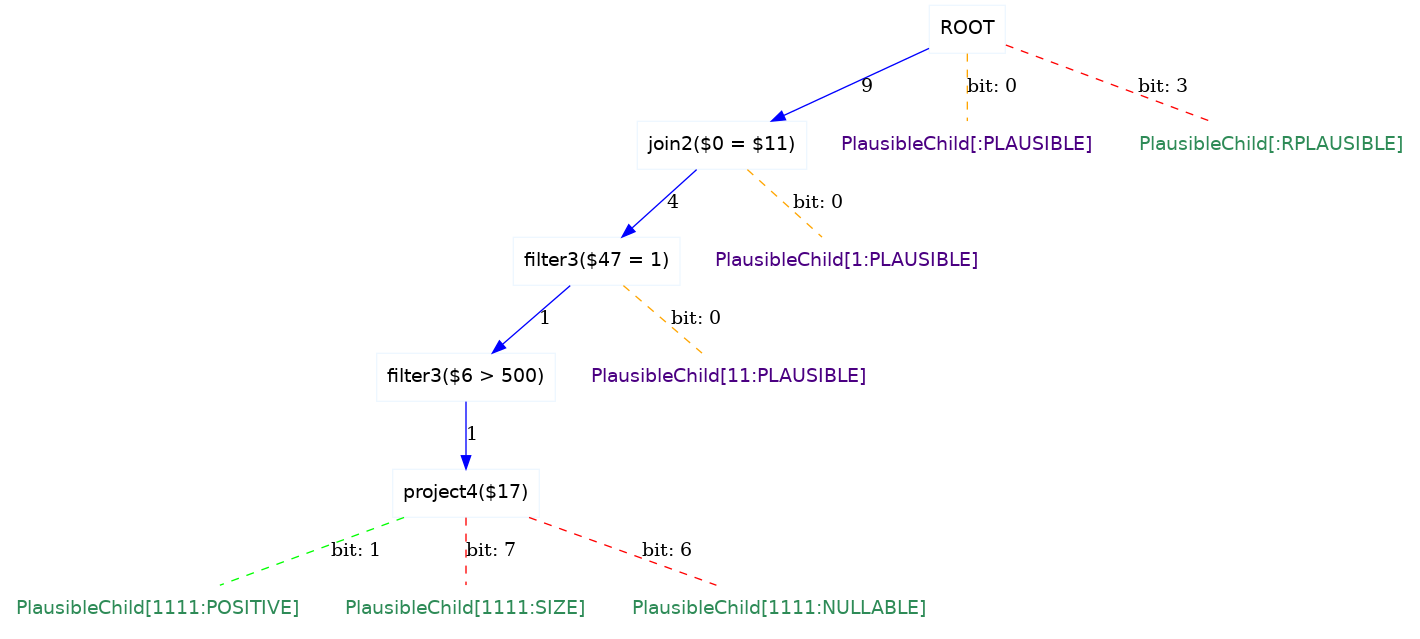 ROOT
9
bit: 0
bit: 3
join2($0 = $11)
PlausibleChild[:PLAUSIBLE]
PlausibleChild[:RPLAUSIBLE]
4
bit: 0
filter3($47 = 1)
PlausibleChild[1:PLAUSIBLE]
1
bit: 0
filter3($6 > 500)
PlausibleChild[11:PLAUSIBLE]
1
project4($17)
bit: 1
bit: 7
bit: 6
PlausibleChild[1111:POSITIVE]
PlausibleChild[1111:SIZE]
PlausibleChild[1111:NULLABLE]